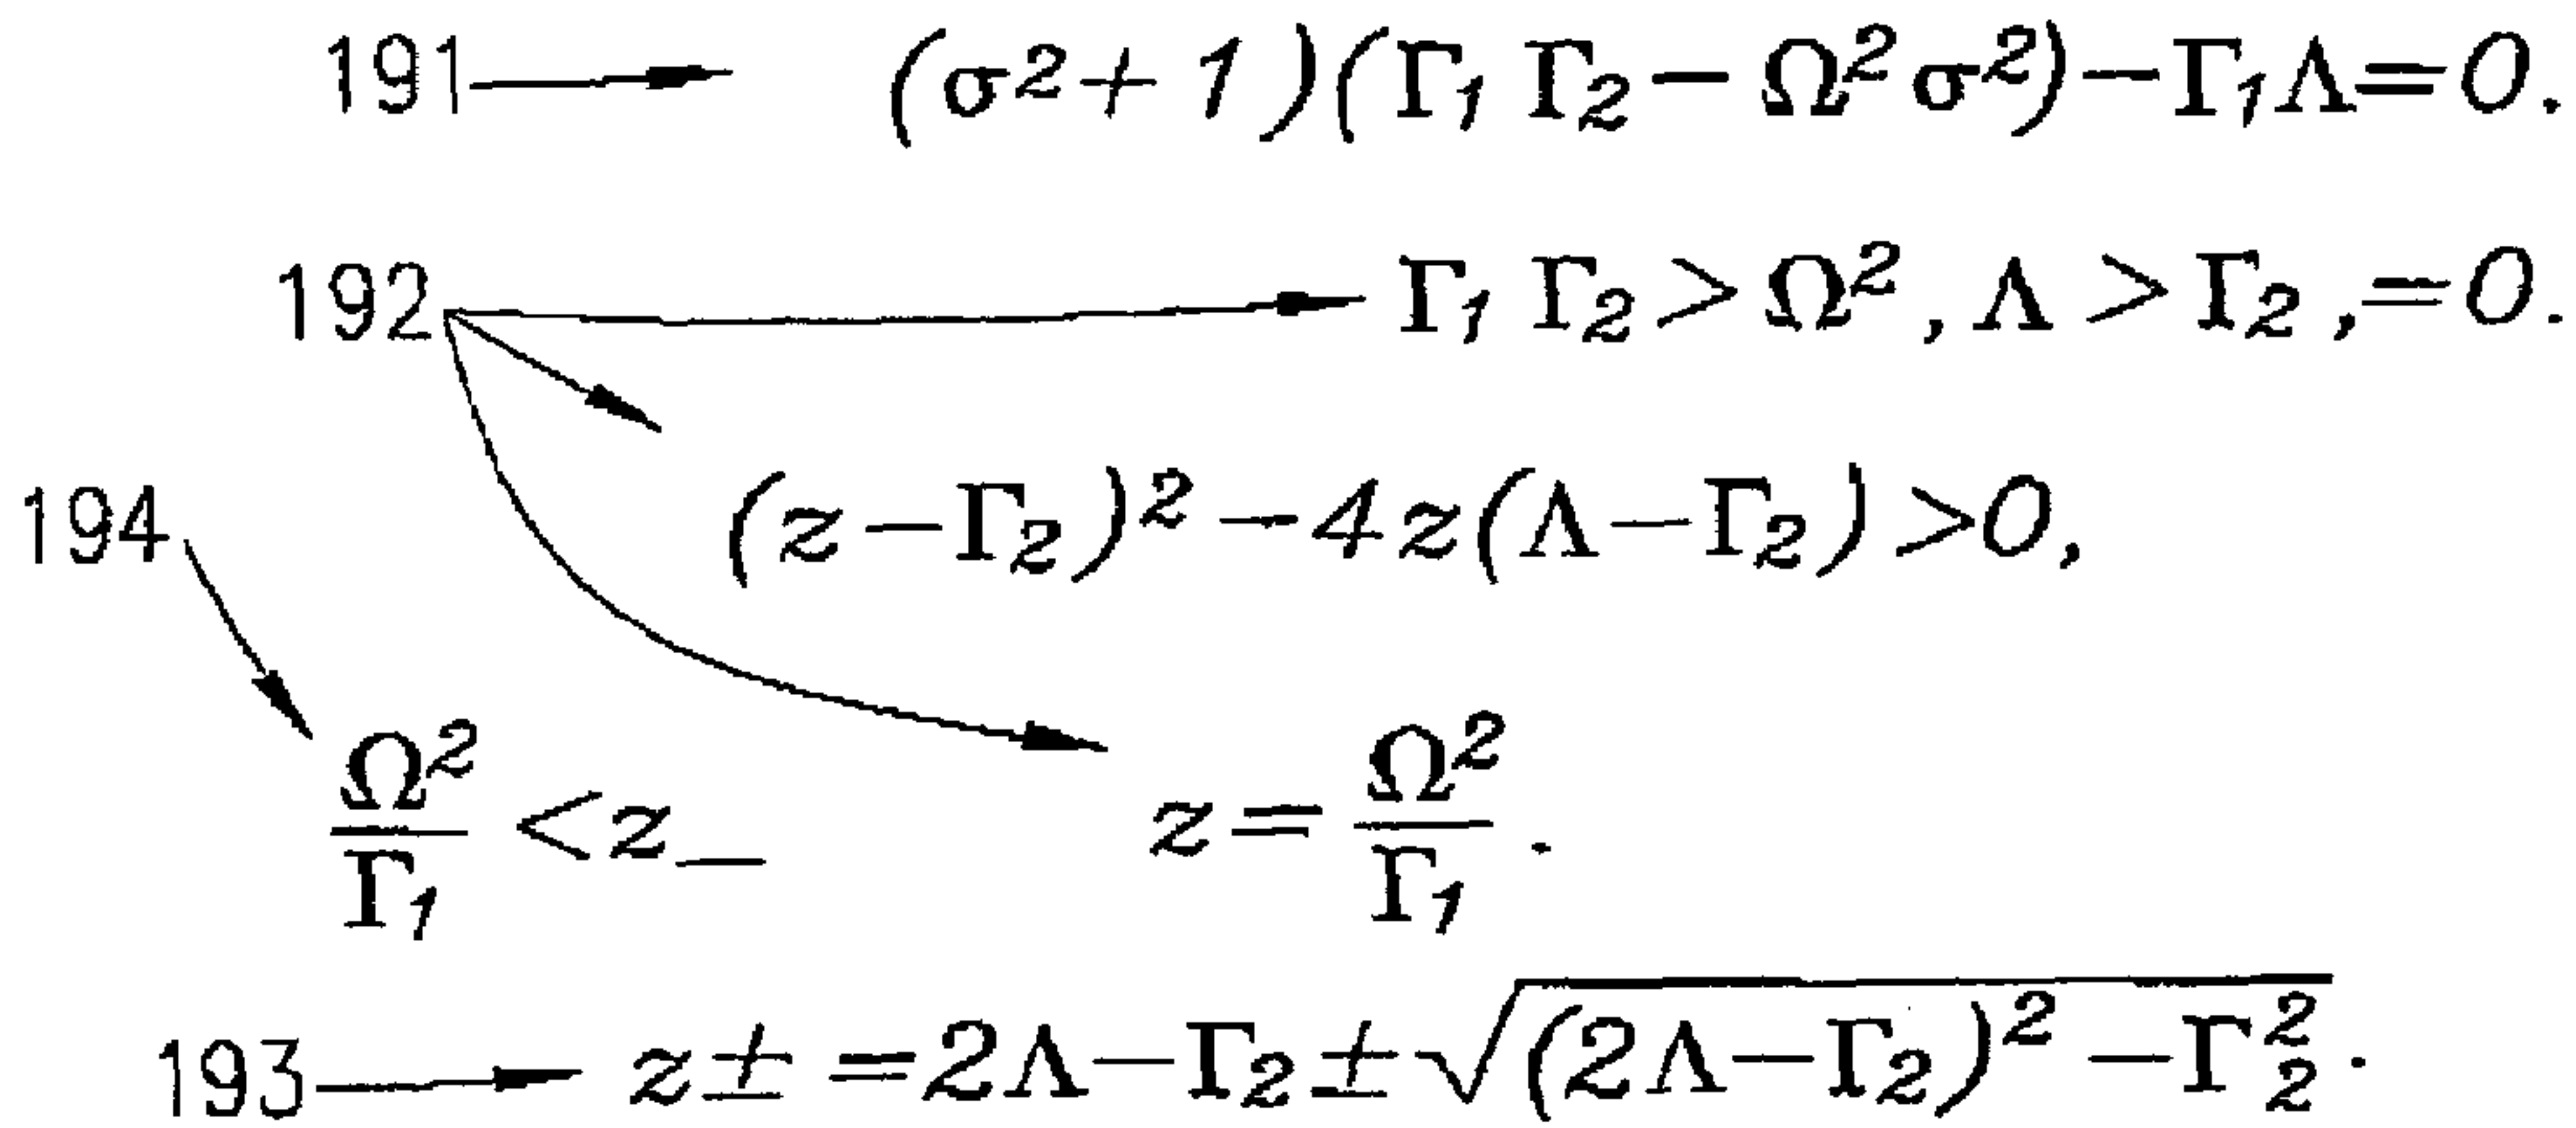 191 (σ²+1)(Γ₁Γ₂−Ω²σ²)−Γ₁Λ=0.
192 Γ₁Γ₂>Ω²,Λ>Γ₂,=0.
194 (z−Γ₂)²−4z(Λ−Γ₂)>0,
Ω²/Γ₁<z₋ z=Ω²/Γ₁.
193 z±=2Λ−Γ₂±√((2Λ−Γ₂)²−Γ₂²).